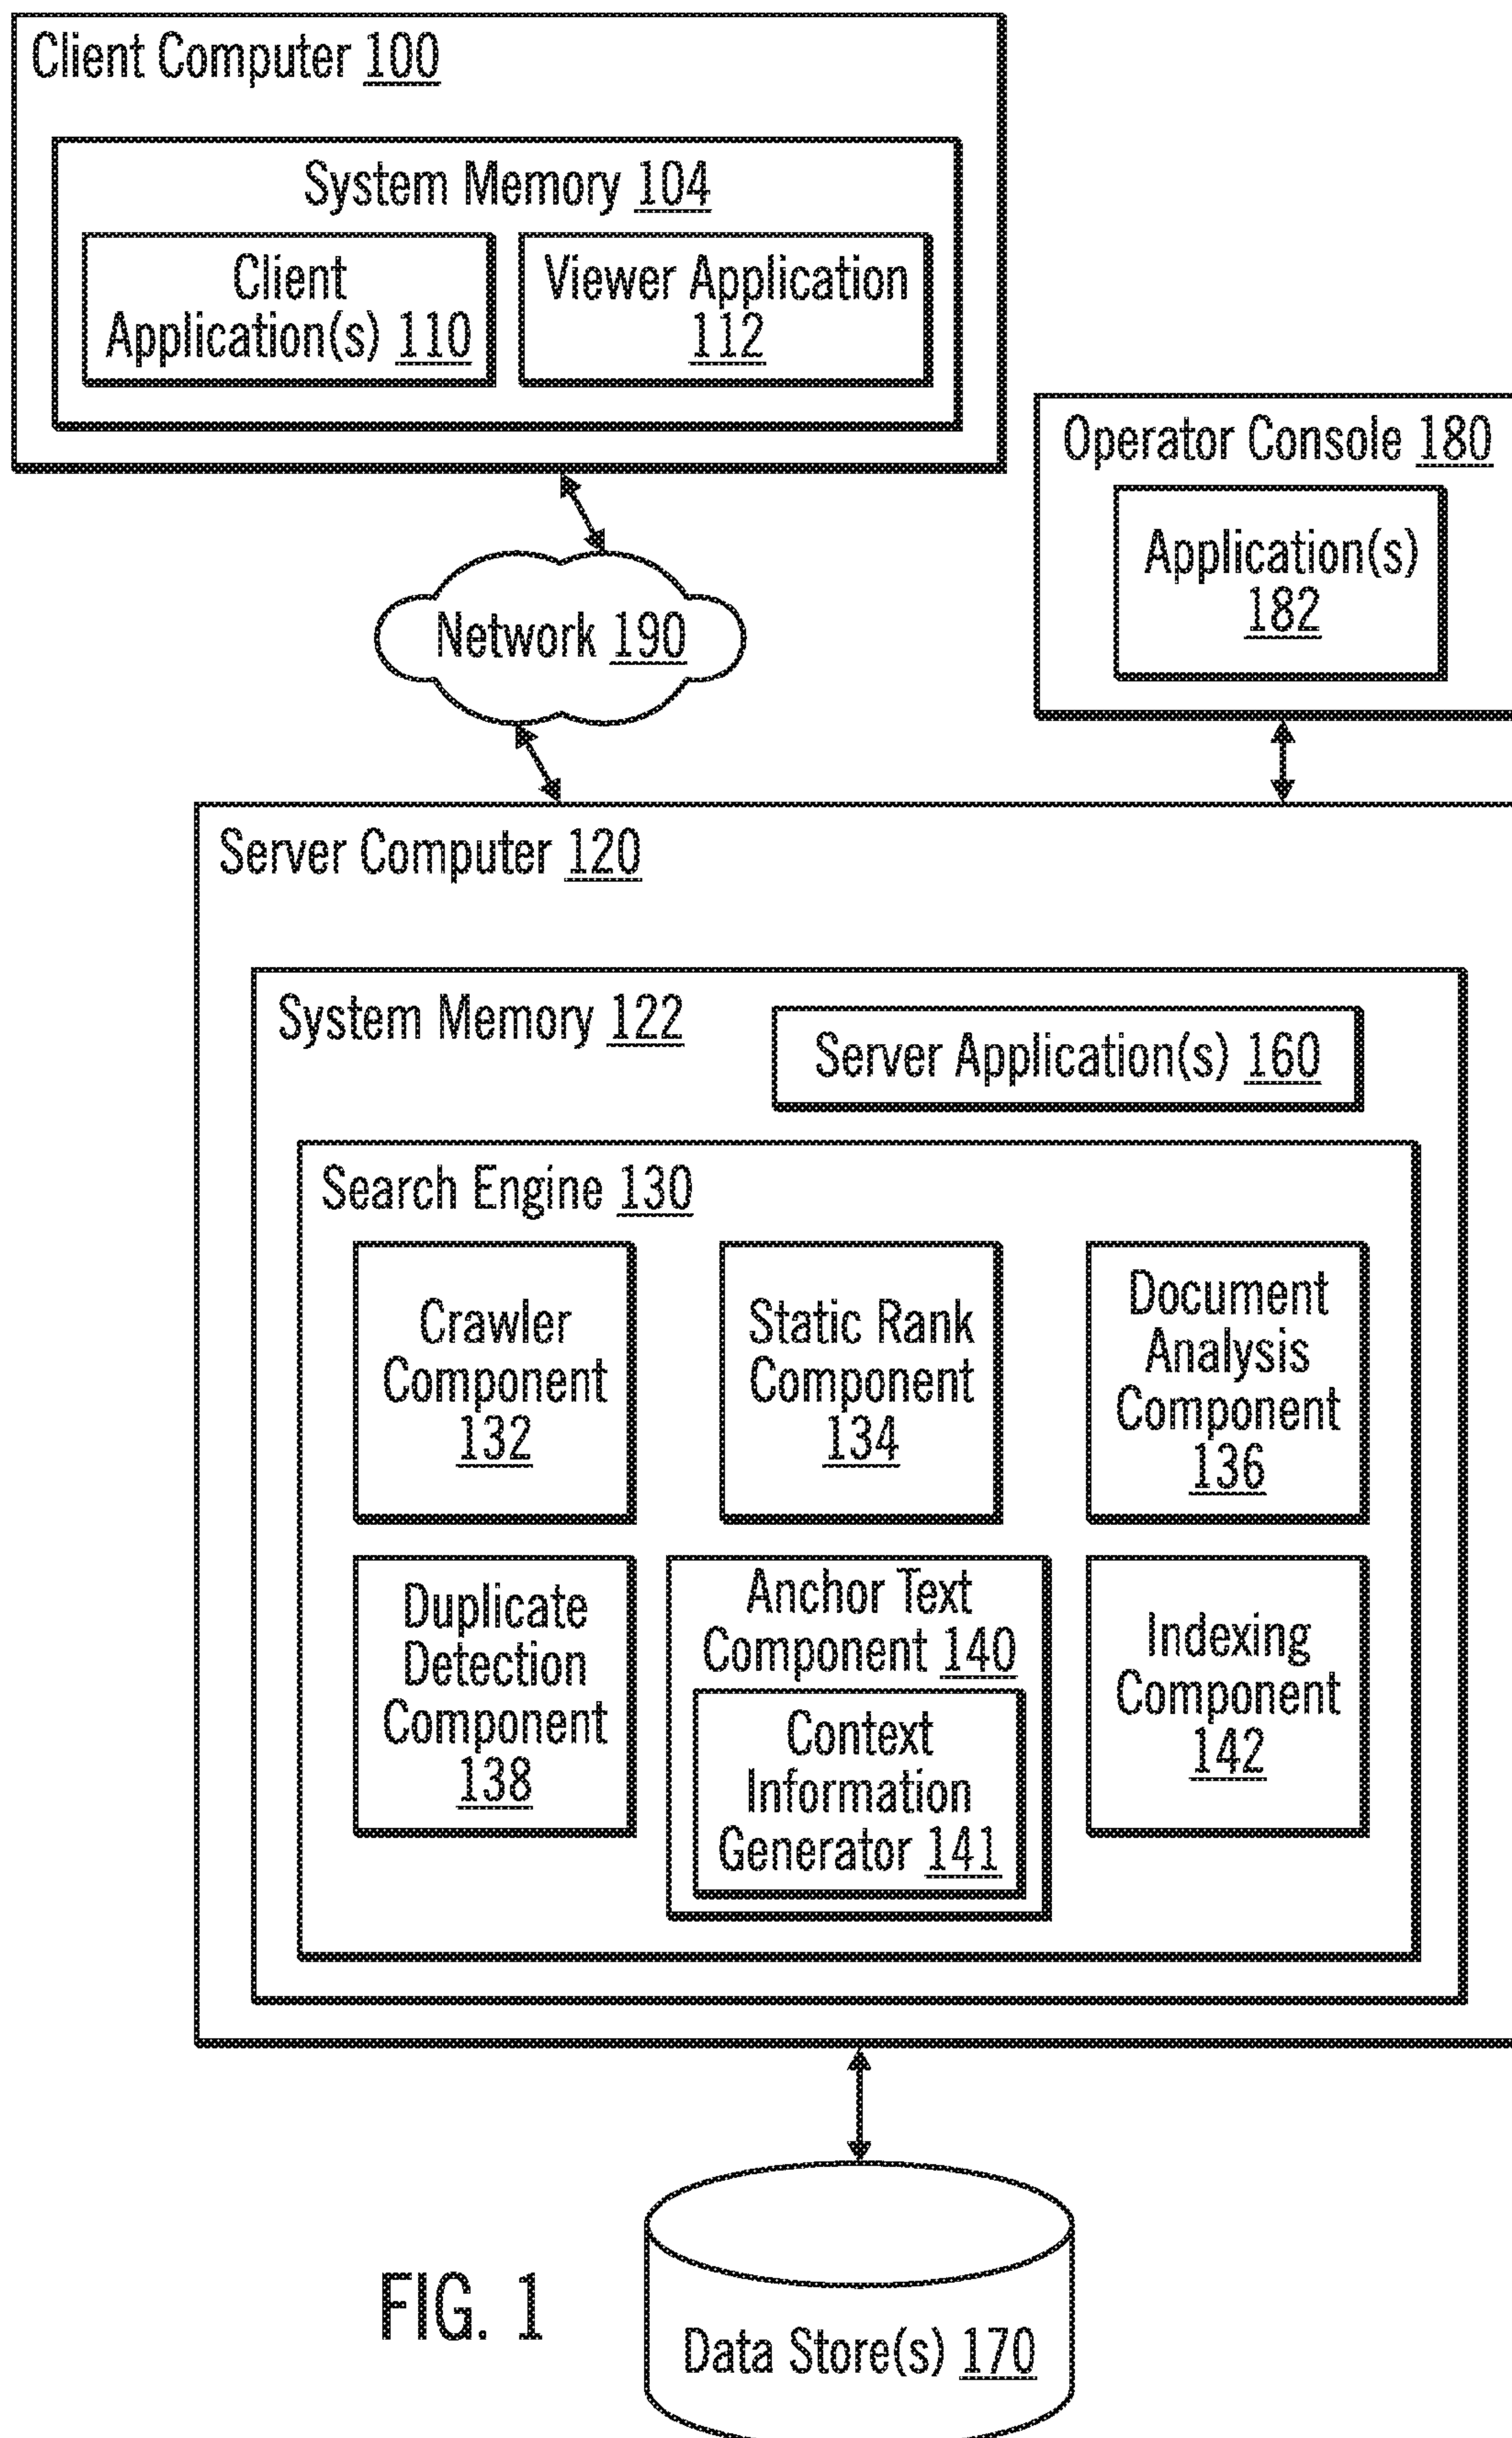 Client Computer 100
System Memory 104
Client
Application(s) 110
Viewer Application
112
Operator Console 180
Application(s)
182
Network 190
Server Computer 120
System Memory 122
Server Application(s) 160
Search Engine 130
Crawler
Component
132
Static Rank
Component
134
Document
Analysis
Component
136
Duplicate
Detection
Component
138
Anchor Text
Component 140
Context
Information
Generator 141
Indexing
Component
142
FIG. 1
Data Store(s) 170